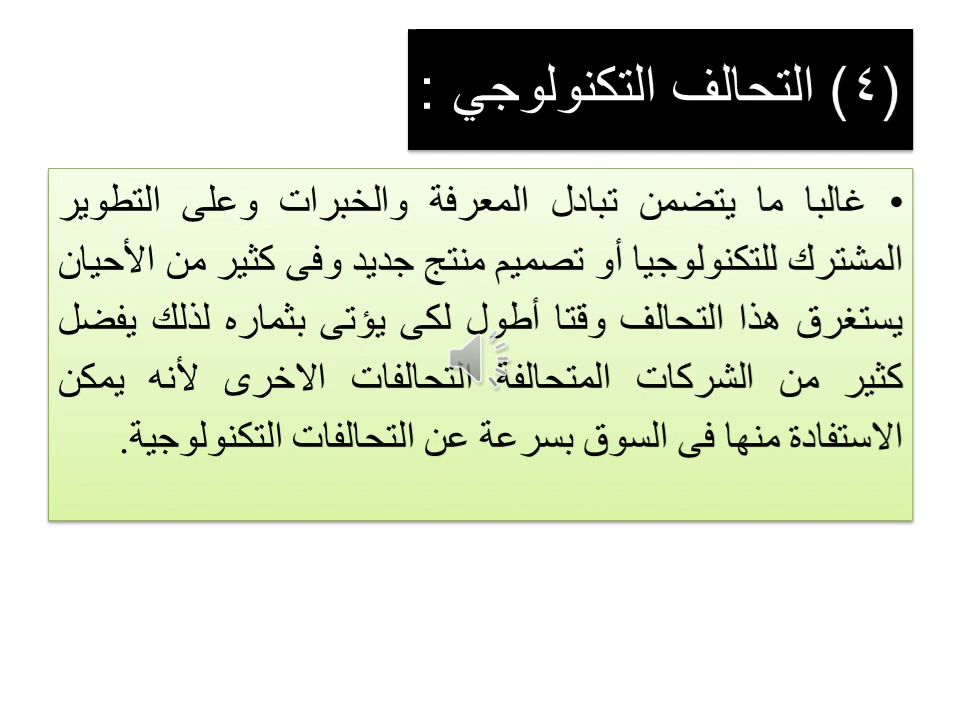 (٤) التحالف التكنولوجي :
• غالبا ما يتضمن تبادل المعرفة والخبرات وعلى التطوير
المشترك للتكنولوجيا أو تصميم منتج جديد وفى كثير من الأحيان
يستغرق هذا التحالف وقتا أطول لكى يؤتى بثماره لذلك يفضل
كثير من الشركات المتحالفة التحالفات الاخرى لأنه يمكن
الاستفادة منها فى السوق بسرعة عن التحالفات التكنولوجية.